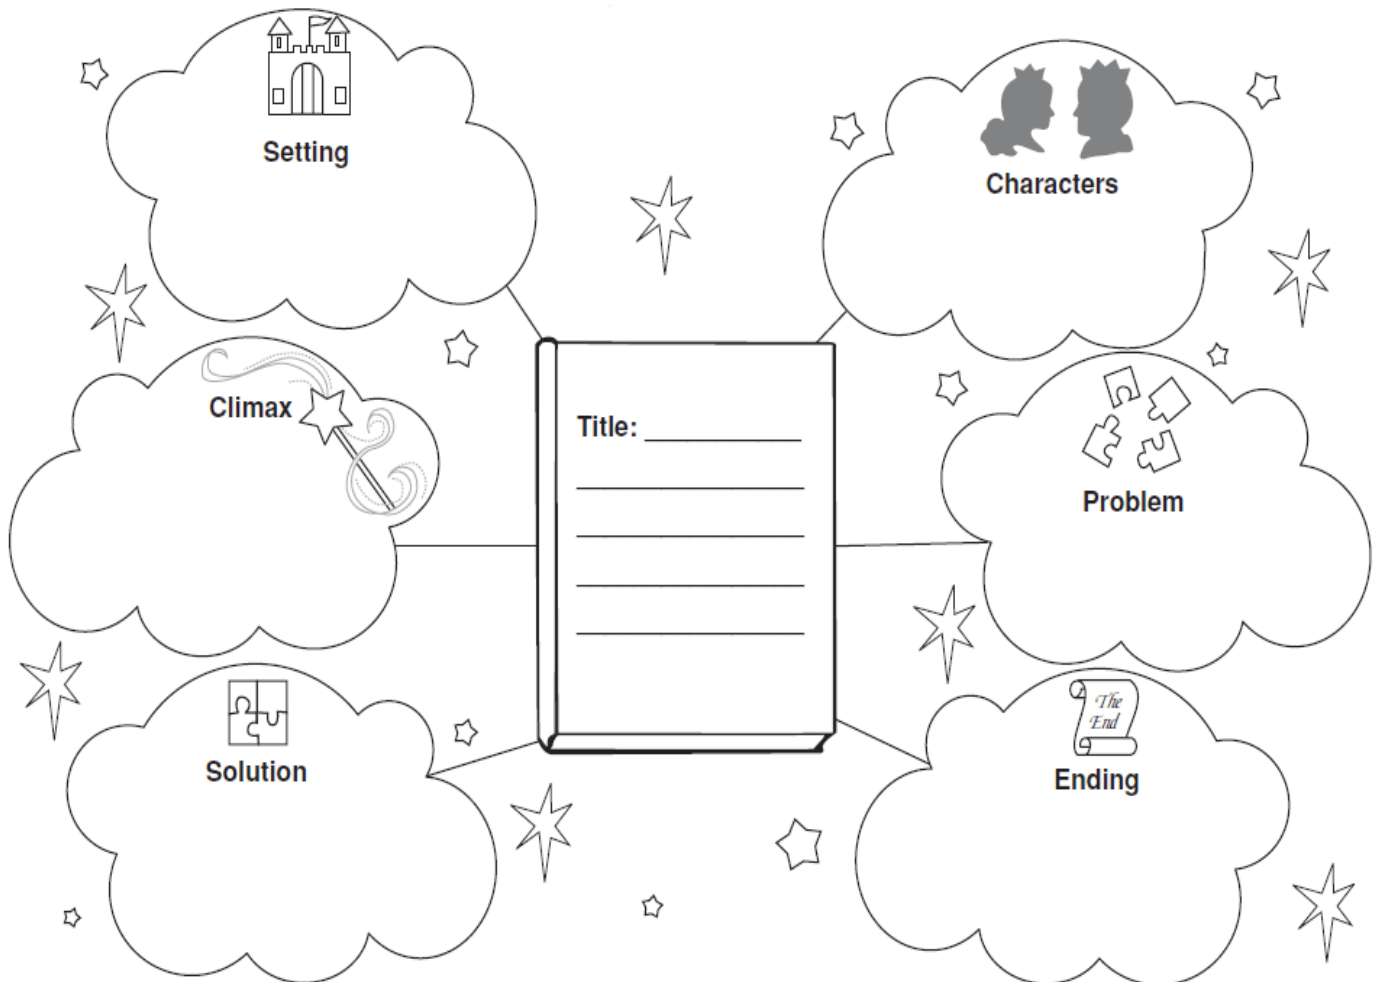 Setting
Characters
Climax
Title:
Problem
Solution
The
End
Ending